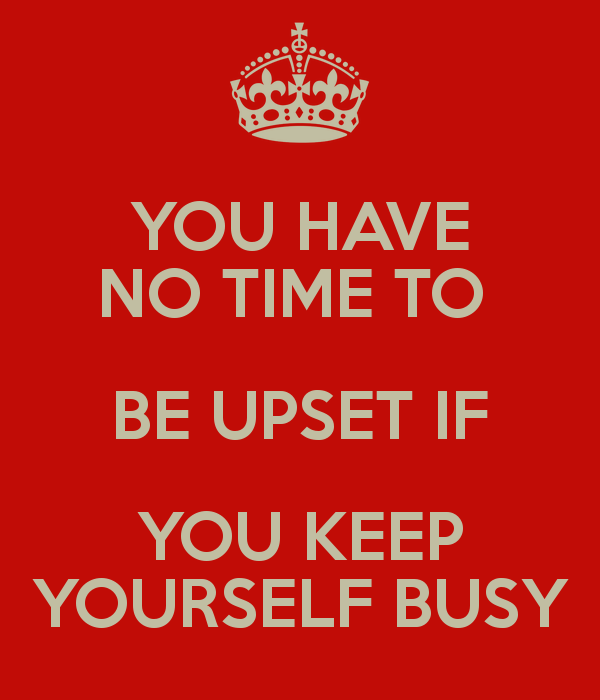 YOU HAVE
NO TIME TO
BE UPSET IF
YOU KEEP
YOURSELF BUSY